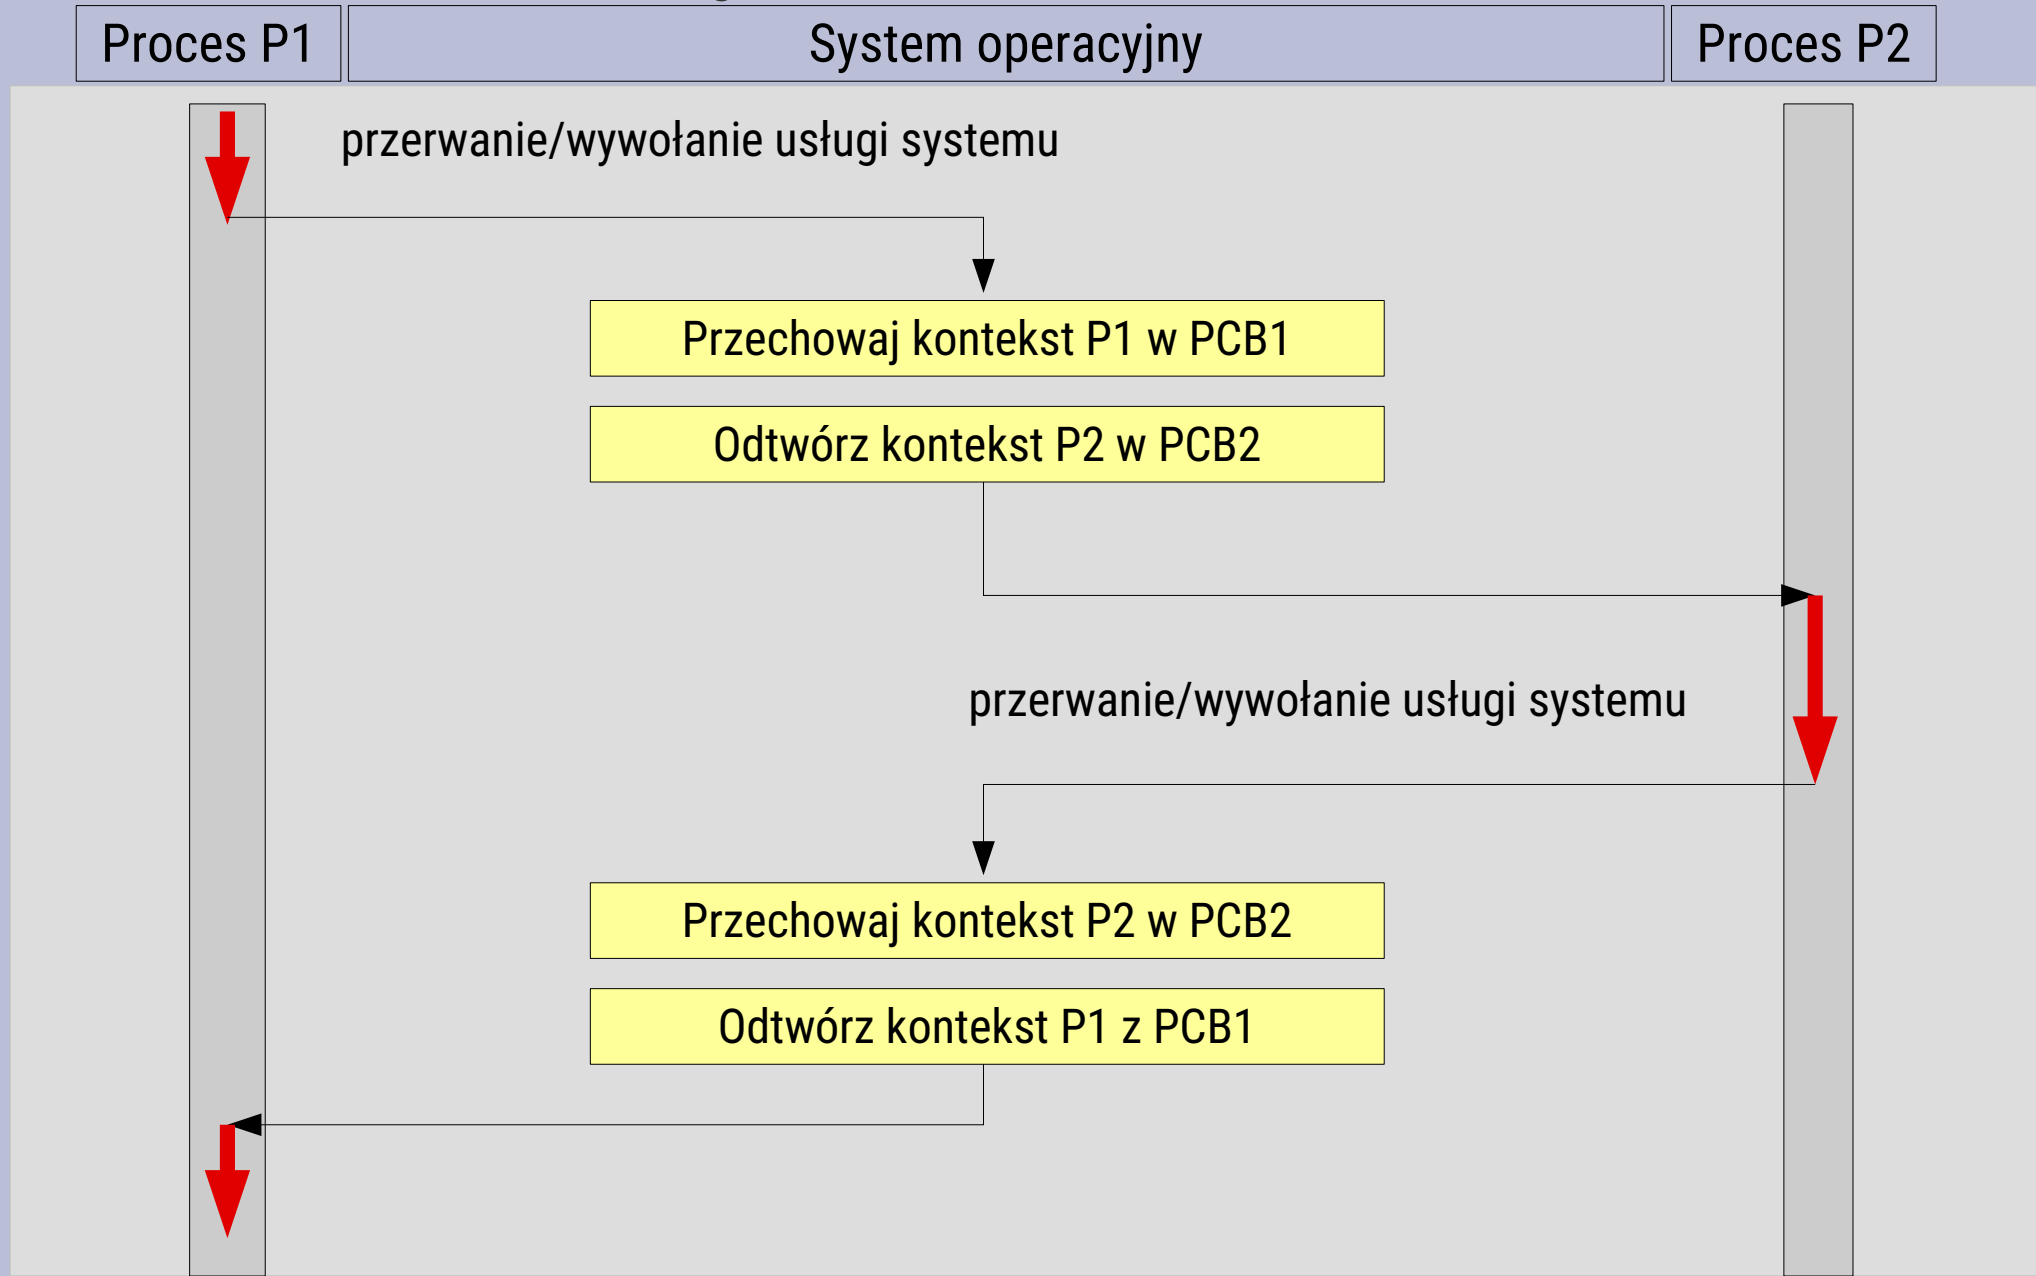 Proces P1
System operacyjny
Proces P2
przerwanie/wywołanie usługi systemu
Przechowaj kontekst P1 w PCB1
Odtwórz kontekst P2 w PCB2
przerwanie/wywołanie usługi systemu
Przechowaj kontekst P2 w PCB2
Odtwórz kontekst P1 z PCB1